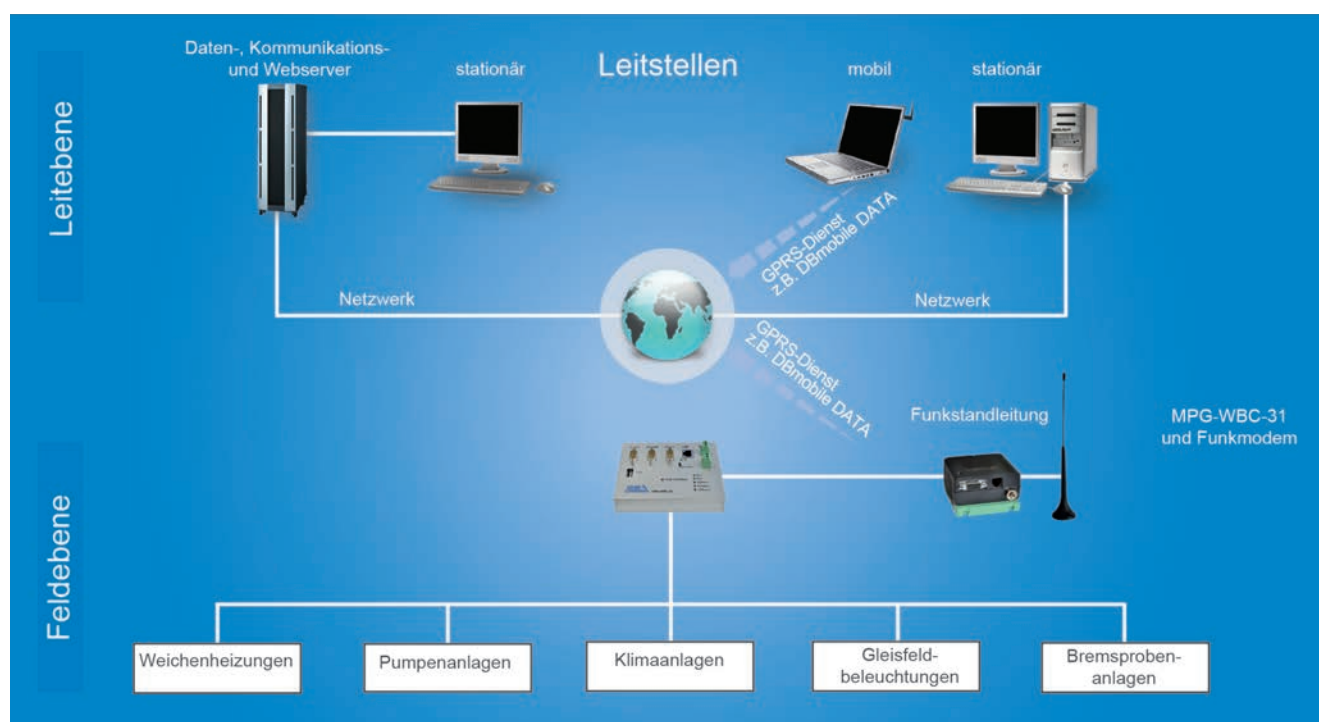 Daten-, Kommunikations-
und Webserver
stationär
Leitstellen
mobil
stationär
Leitebene
GPRS-Dienst
z.B. DBmobile DATA
Netzwerk
Netzwerk
GPRS-Dienst
z.B. DBmobile DATA
Funkstandleitung
MPG-WBC-31
und Funkmodem
Feldebene
Weichenheizungen
Pumpenanlagen
Klimaanlagen
Gleisfeld-
beleuchtungen
Bremsproben-
anlagen